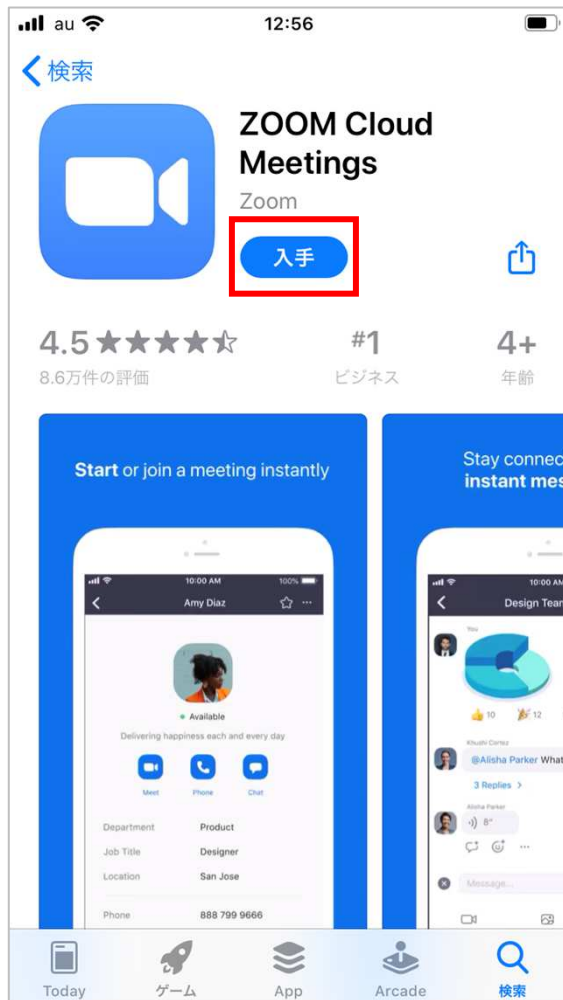 au 12:56
検索
ZOOM Cloud
Meetings
Zoom
入手
4.5 #1 4+
8.6万件の評価 ビジネス 年齢
Start or join a meeting instantly
Stay connec
instant mes
10:00 AM 100%
Amy Diaz
Available
Delivering happiness each and every day
Meet Phone Chat
Department Product
Job Title Designer
Location San Jose
Phone 888 799 9666
10:00 AM
Design Tean
You
10 12
Khushi Correz
@Alisha Parker What
3 Replies >
Alisha Parker
8"
Message...
Today ゲーム App Arcade 検索